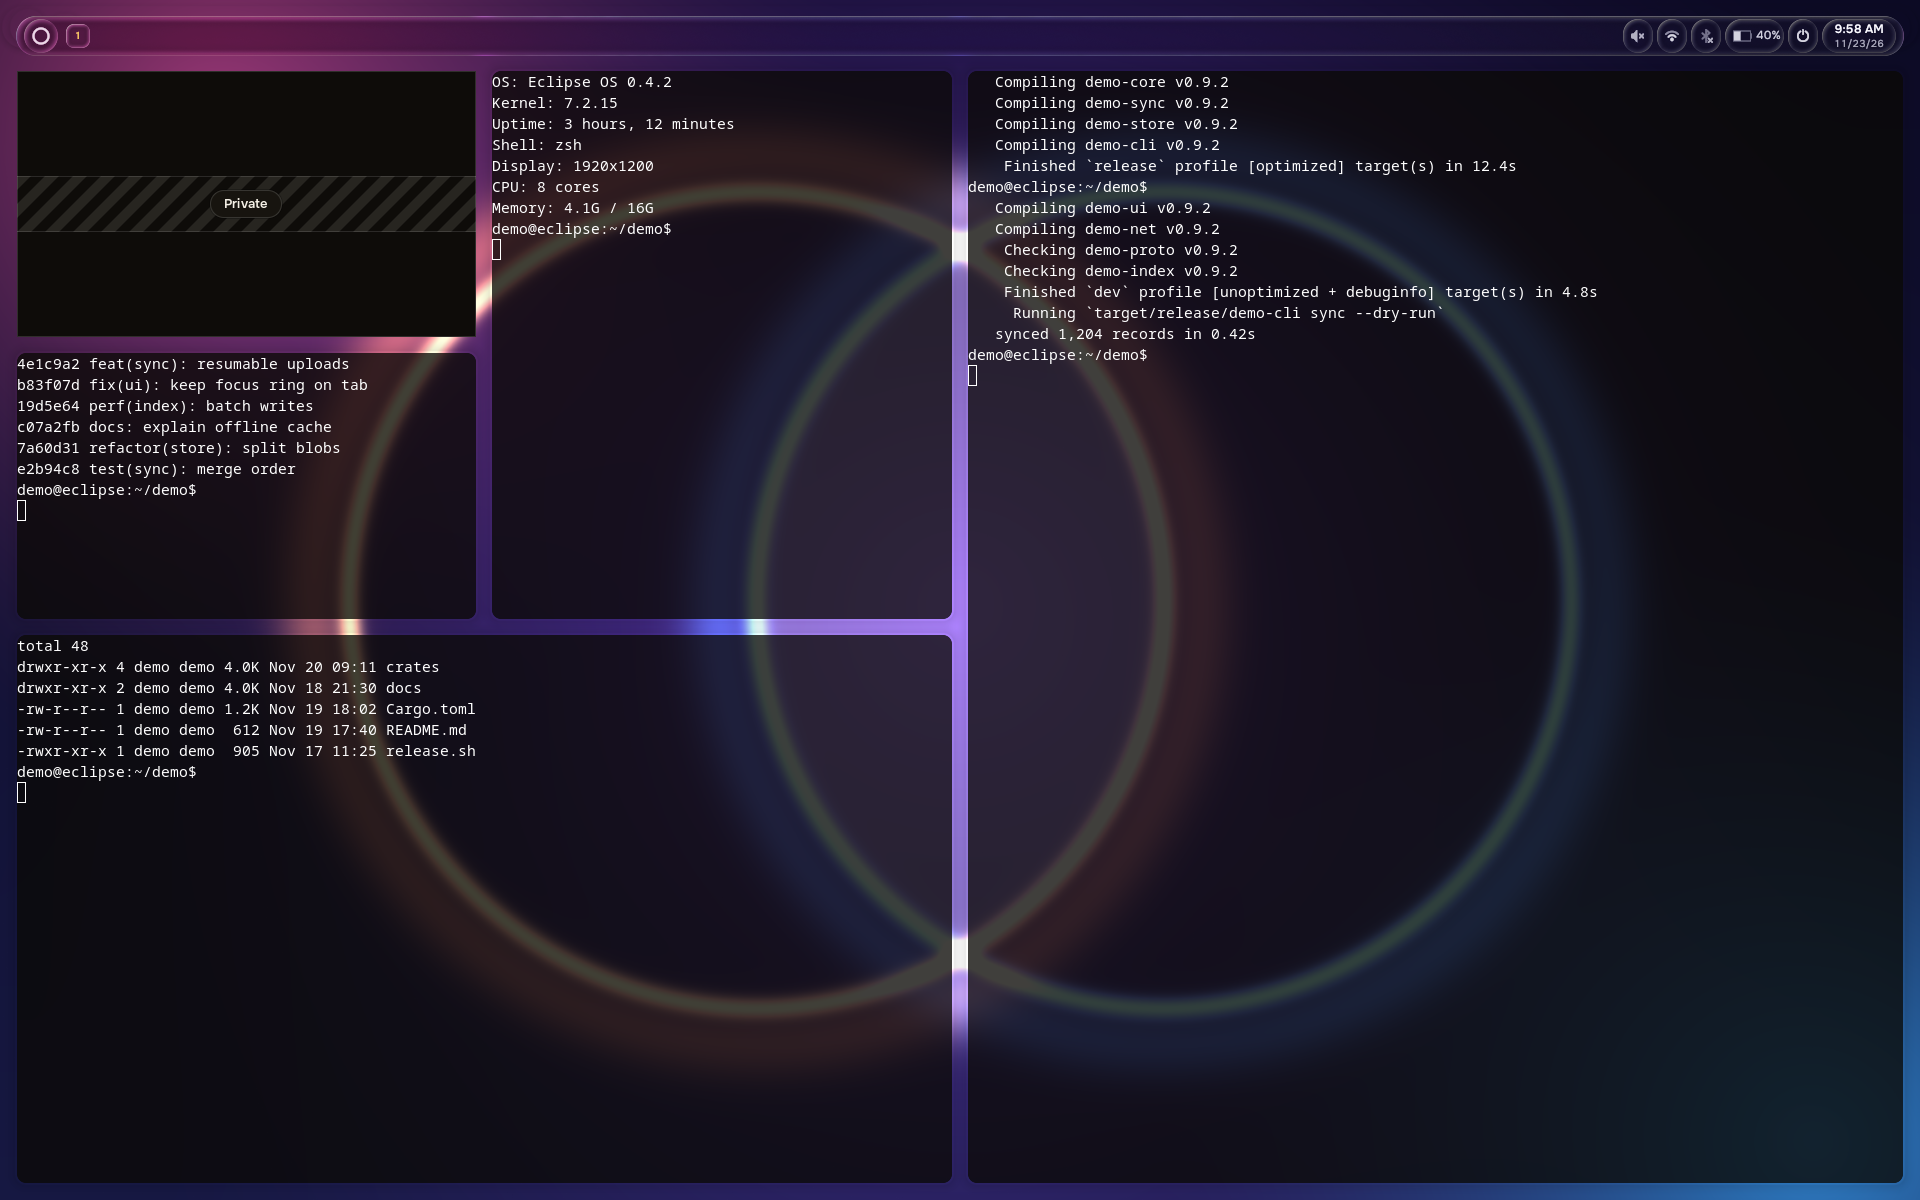 1
40%
9:58 AM
11/23/26
Private
4e1c9a2 feat(sync): resumable uploads
b83f07d fix(ui): keep focus ring on tab
19d5e64 perf(index): batch writes
c07a2fb docs: explain offline cache
7a60d31 refactor(store): split blobs
e2b94c8 test(sync): merge order
demo@eclipse:~/demo$
OS: Eclipse OS 0.4.2
Kernel: 7.2.15
Uptime: 3 hours, 12 minutes
Shell: zsh
Display: 1920x1200
CPU: 8 cores
Memory: 4.1G / 16G
demo@eclipse:~/demo$
total 48
drwxr-xr-x 4 demo demo 4.0K Nov 20 09:11 crates
drwxr-xr-x 2 demo demo 4.0K Nov 18 21:30 docs
-rw-r--r-- 1 demo demo 1.2K Nov 19 18:02 Cargo.toml
-rw-r--r-- 1 demo demo  612 Nov 19 17:40 README.md
-rwxr-xr-x 1 demo demo  905 Nov 17 11:25 release.sh
demo@eclipse:~/demo$
Compiling demo-core v0.9.2
Compiling demo-sync v0.9.2
Compiling demo-store v0.9.2
Compiling demo-cli v0.9.2
Finished `release` profile [optimized] target(s) in 12.4s
demo@eclipse:~/demo$
Compiling demo-ui v0.9.2
Compiling demo-net v0.9.2
Checking demo-proto v0.9.2
Checking demo-index v0.9.2
Finished `dev` profile [unoptimized + debuginfo] target(s) in 4.8s
Running `target/release/demo-cli sync --dry-run`
synced 1,204 records in 0.42s
demo@eclipse:~/demo$